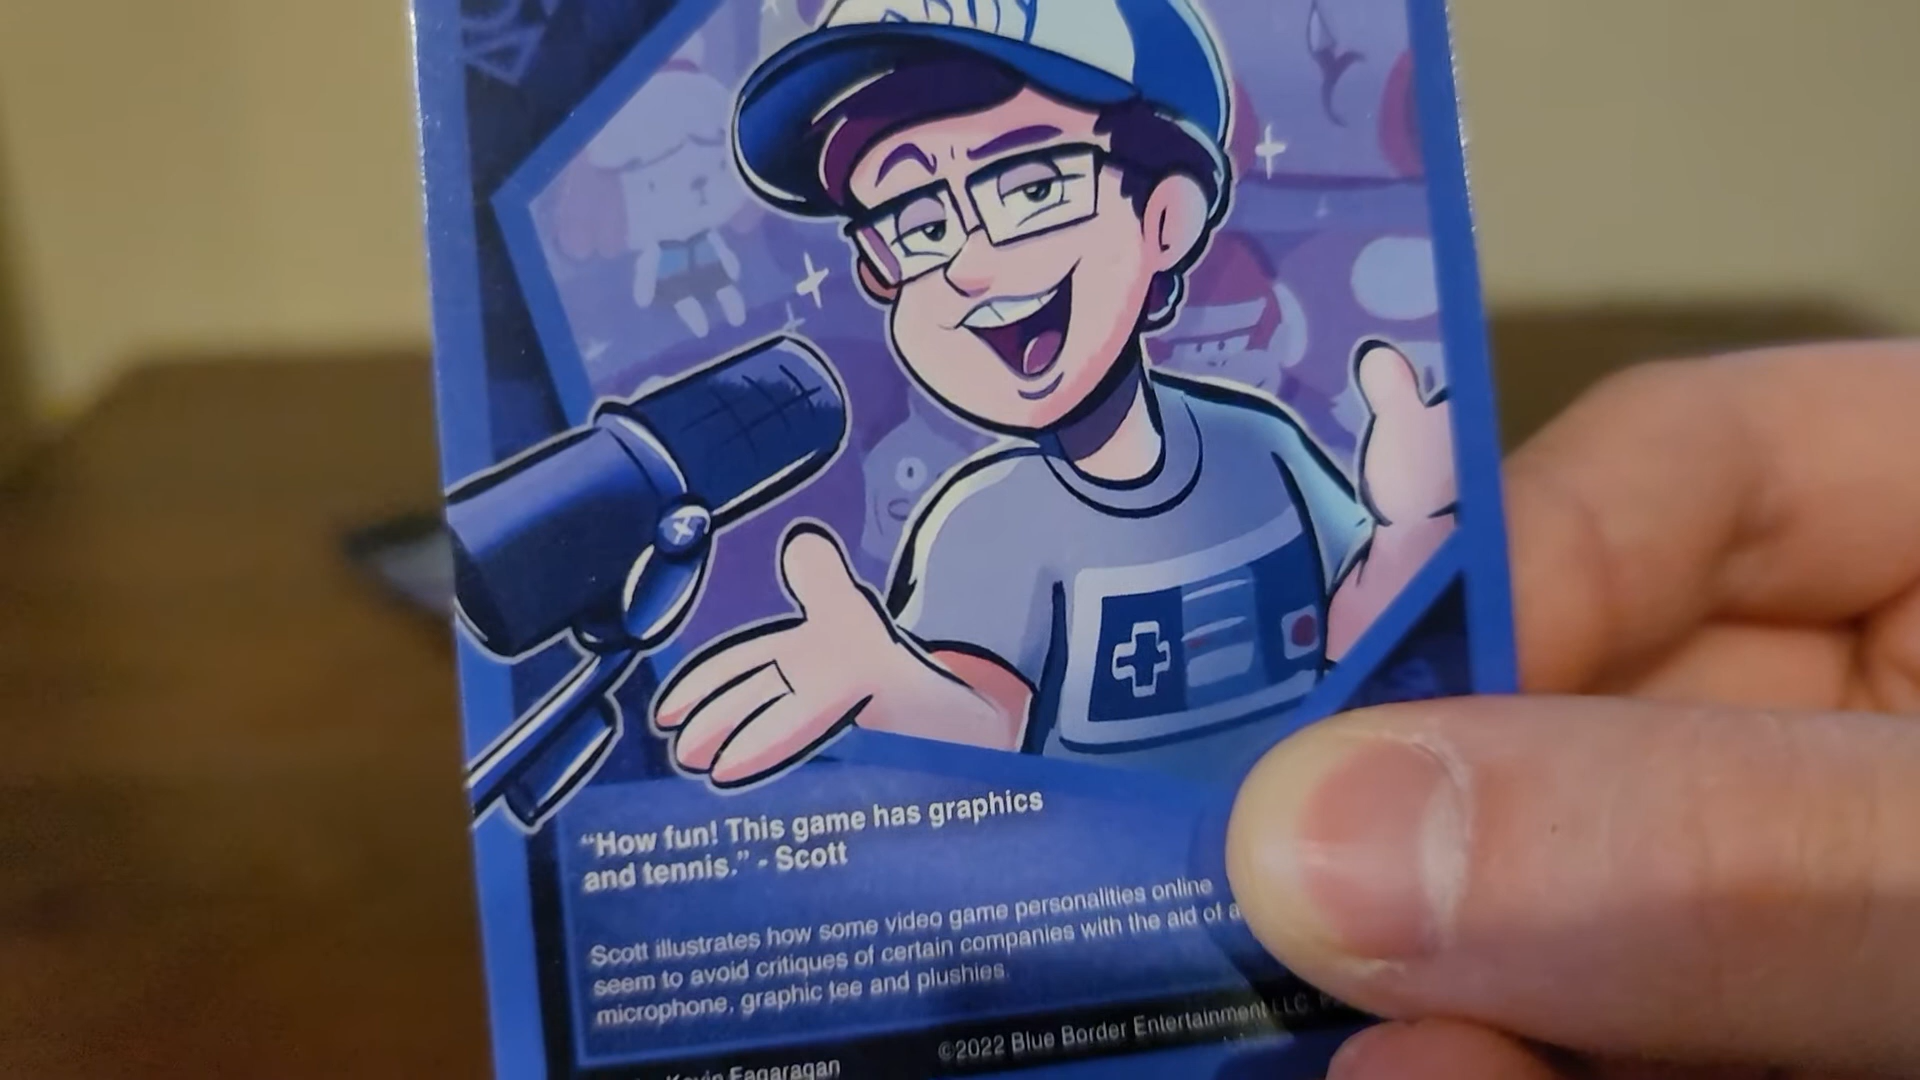 “How fun! This game has graphics
and tennis.” - Scott
Scott illustrates how some video game personalities online
seem to avoid critiques of certain companies with the aid of a
microphone, graphic tee and plushies.
©2022 Blue Border Entertainment LLC.
Kevin Fagaragan